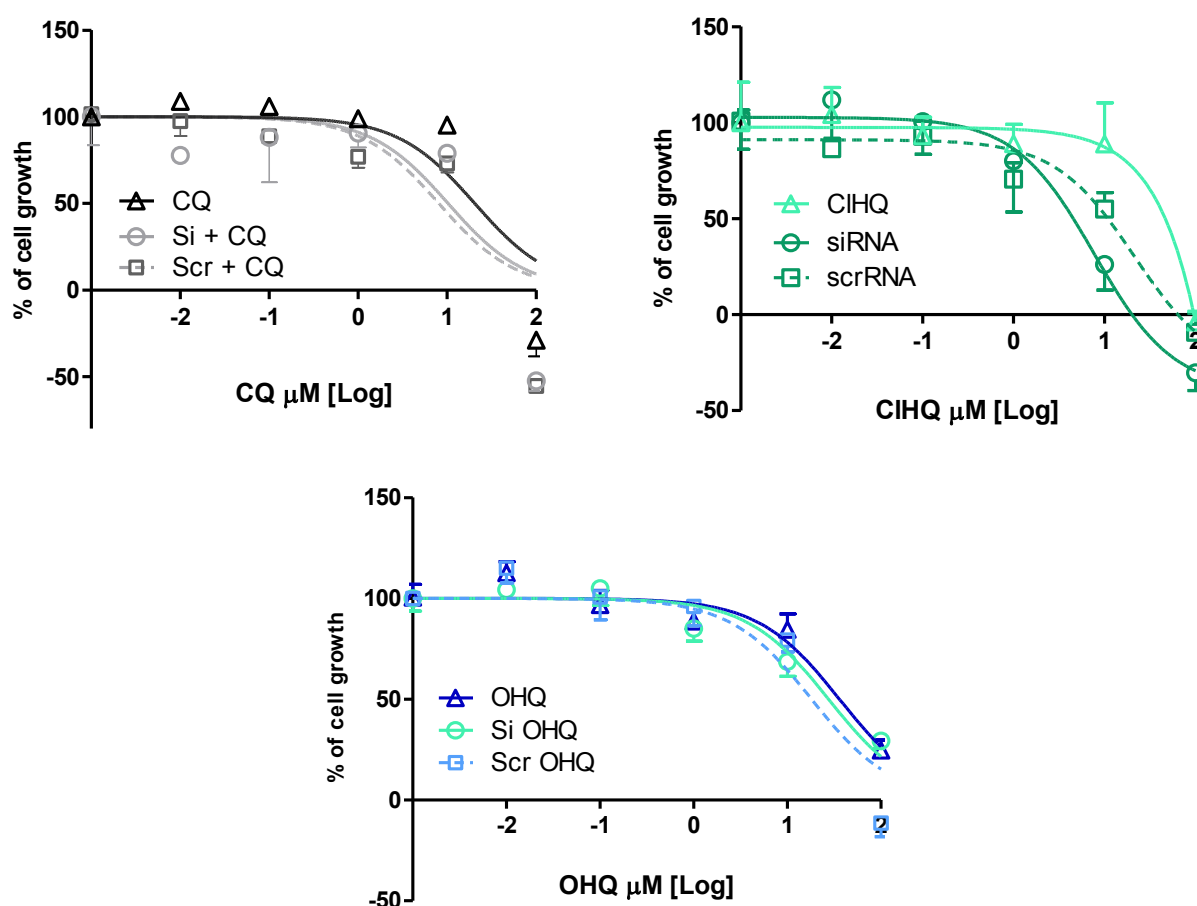 150
100
50
0
-50
-2
-1
0
1
2
% of cell growth
CQ
Si + CQ
Scr + CQ
CQ μM [Log]
150
100
50
0
-50
-2
-1
0
1
2
% of cell growth
ClHQ
siRNA
scrRNA
ClHQ μM [Log]
150
100
50
0
-50
-2
-1
0
1
2
% of cell growth
OHQ
Si OHQ
Scr OHQ
OHQ μM [Log]